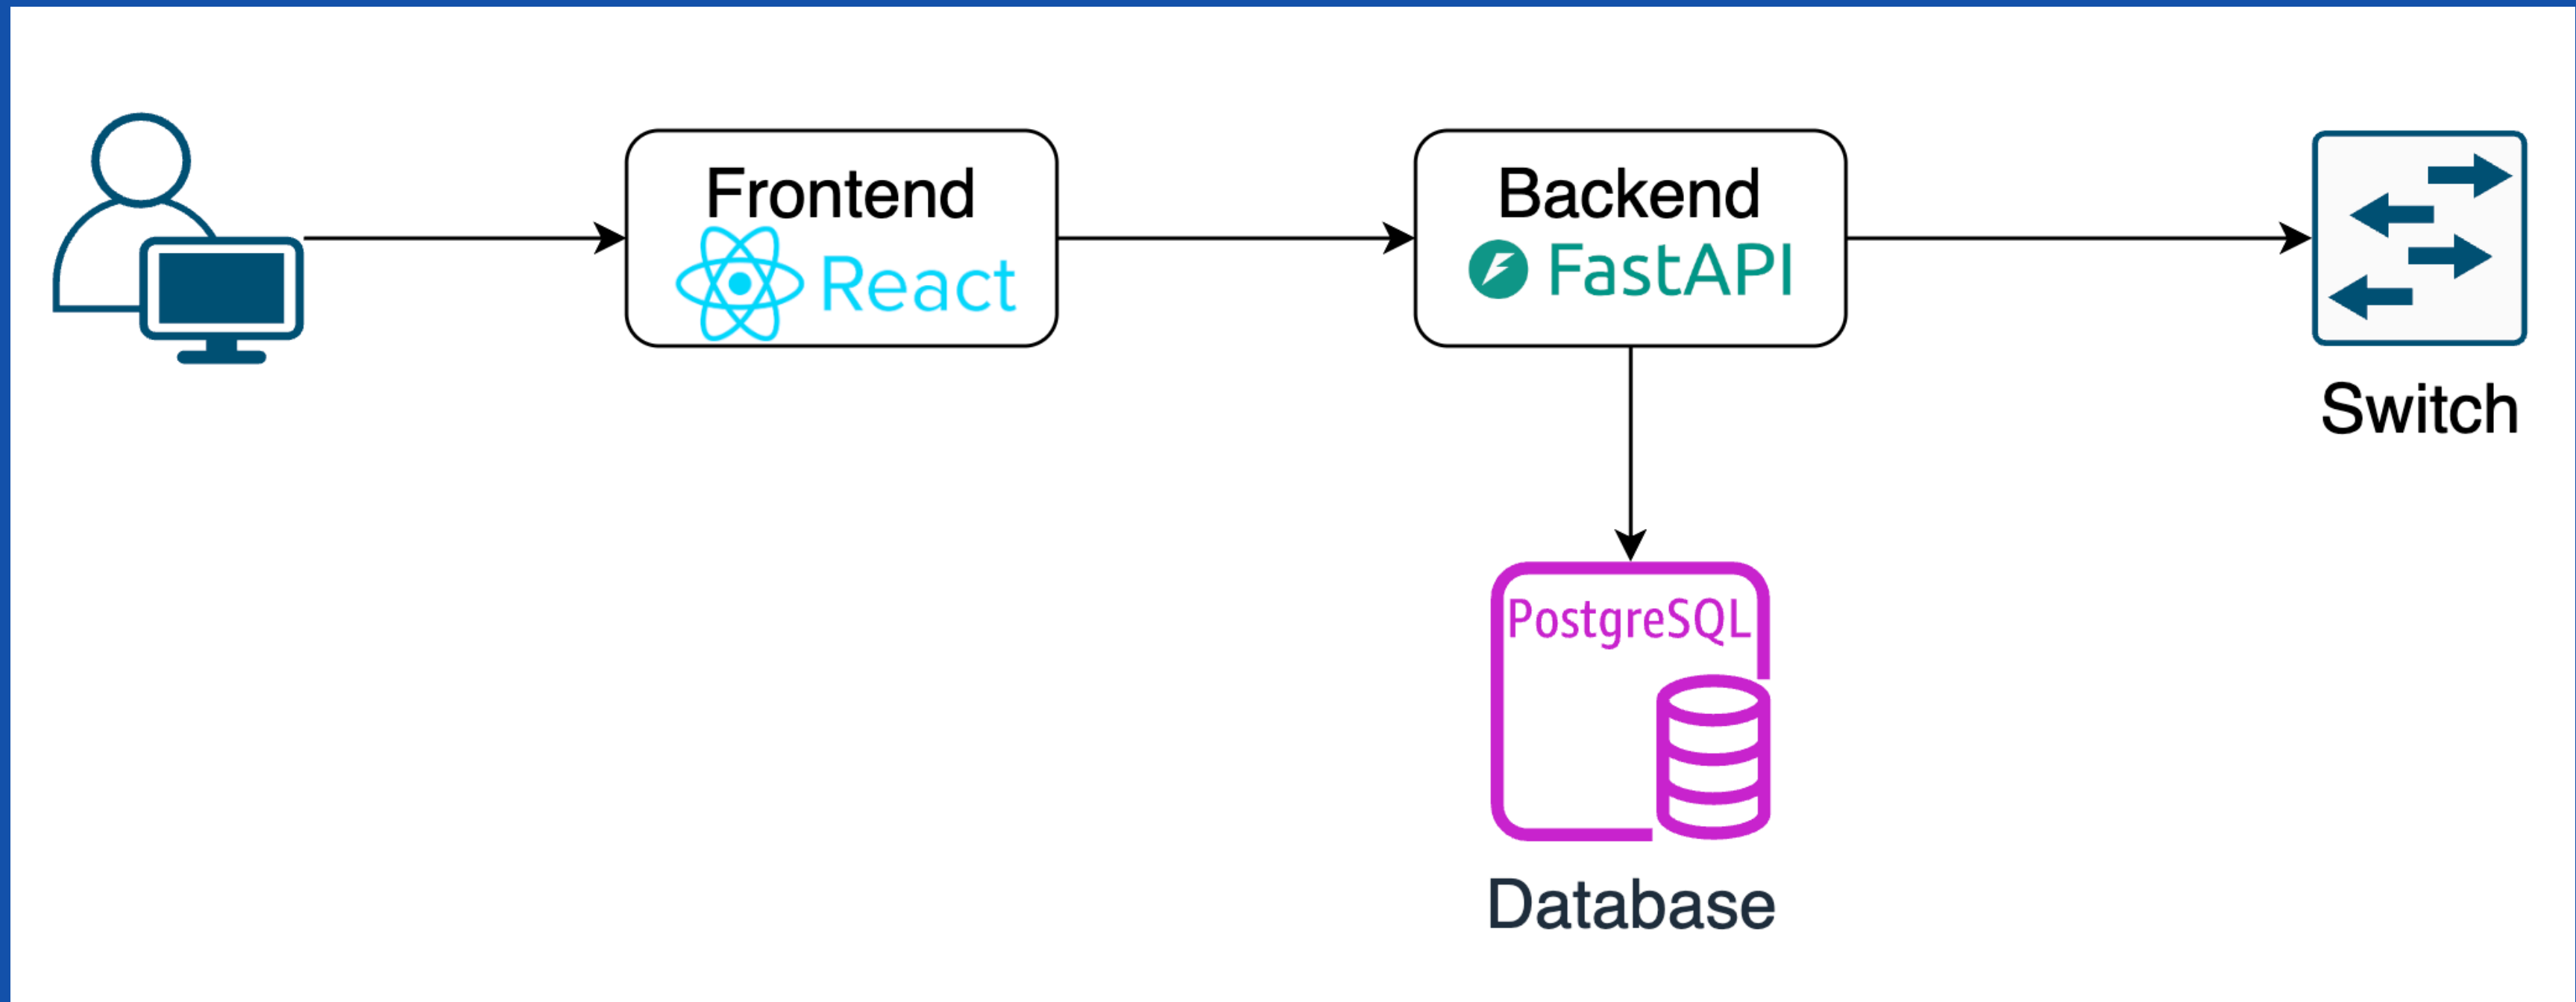 Frontend
React
Backend
FastAPI
Switch
PostgreSQL
Database